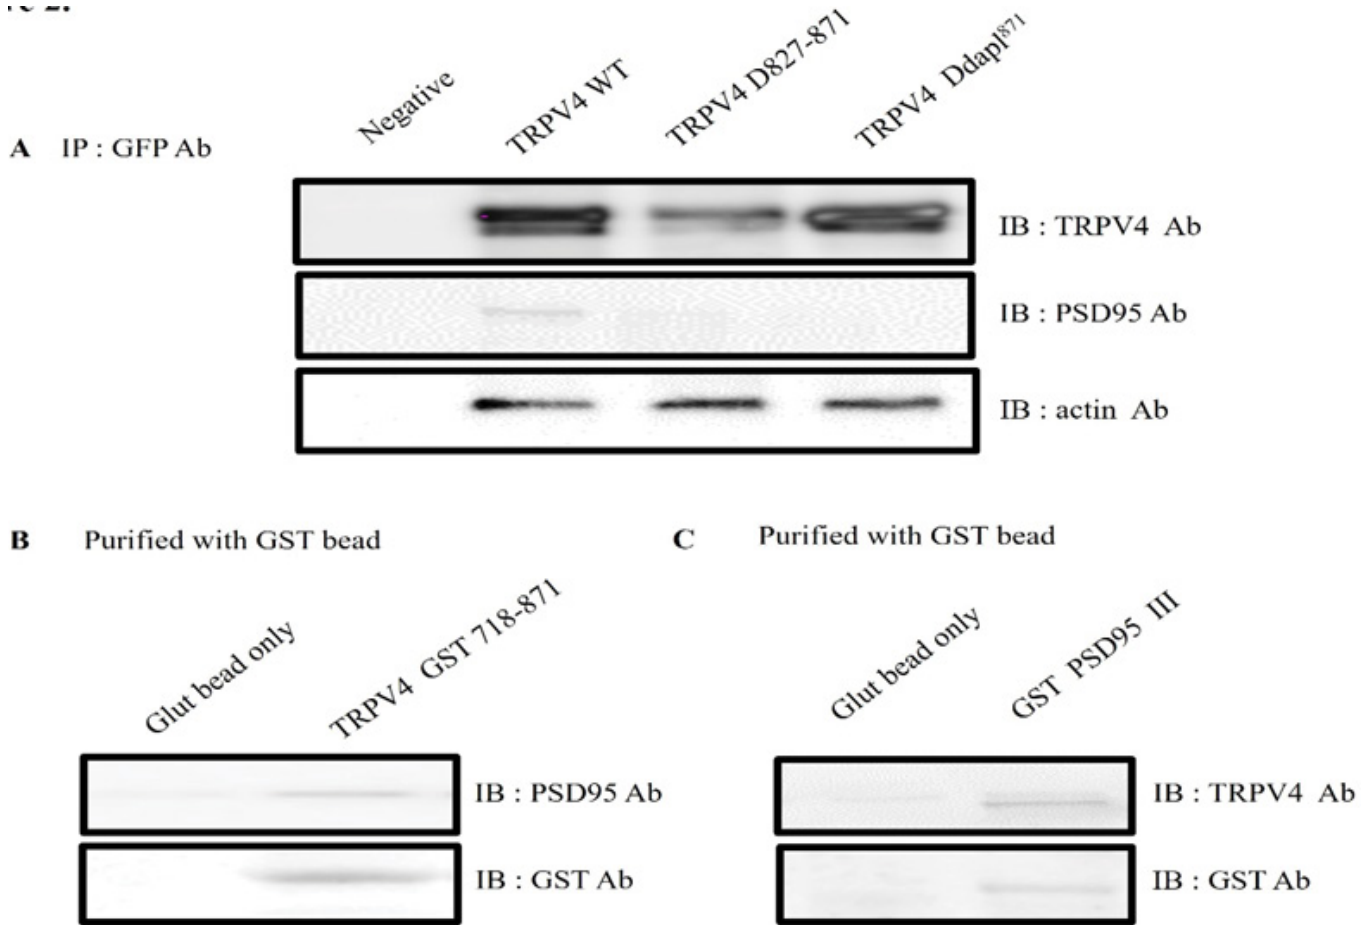 Negative
TRPV4 WT
TRPV4 D827-871
TRPV4 Ddapl871
A IP : GFP Ab
IB : TRPV4 Ab
IB : PSD95 Ab
IB : actin Ab
B Purified with GST bead
Glut bead only
TRPV4 GST 718-871
IB : PSD95 Ab
IB : GST Ab
C Purified with GST bead
Glut bead only
GST PSD95 III
IB : TRPV4 Ab
IB : GST Ab